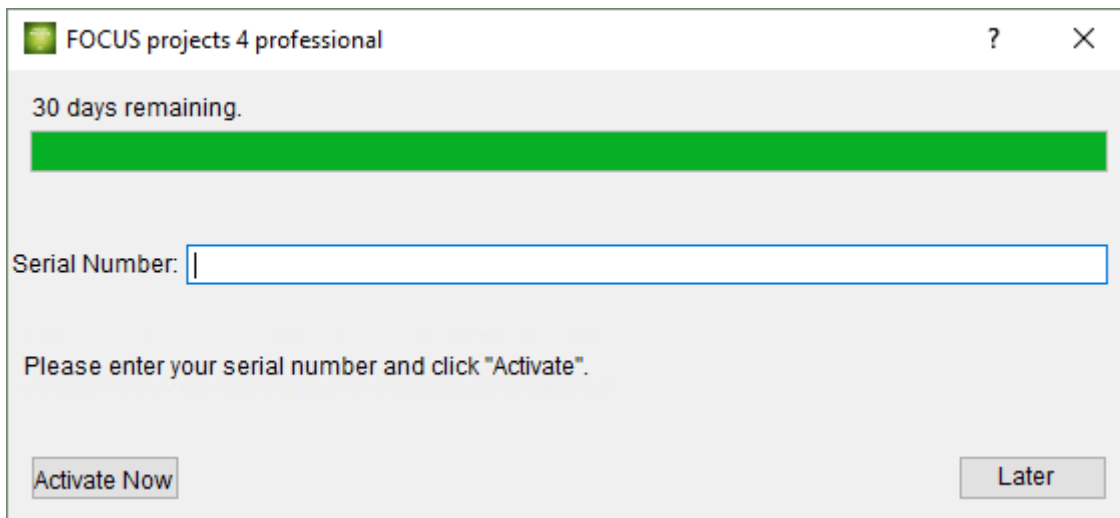 FOCUS projects 4 professional
30 days remaining.
Serial Number:
Please enter your serial number and click "Activate".
Activate Now
Later